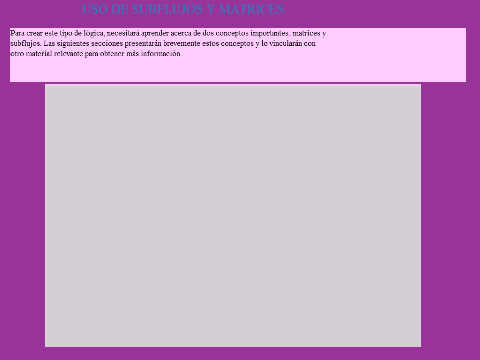 USO DE SUBFLUJOS Y MATRICES
Para crear este tipo de lógica, necesitará aprender acerca de dos conceptos importantes: matrices y
subflujos. Las siguientes secciones presentarán brevemente estos conceptos y lo vincularán con
otro material relevante para obtener más información.